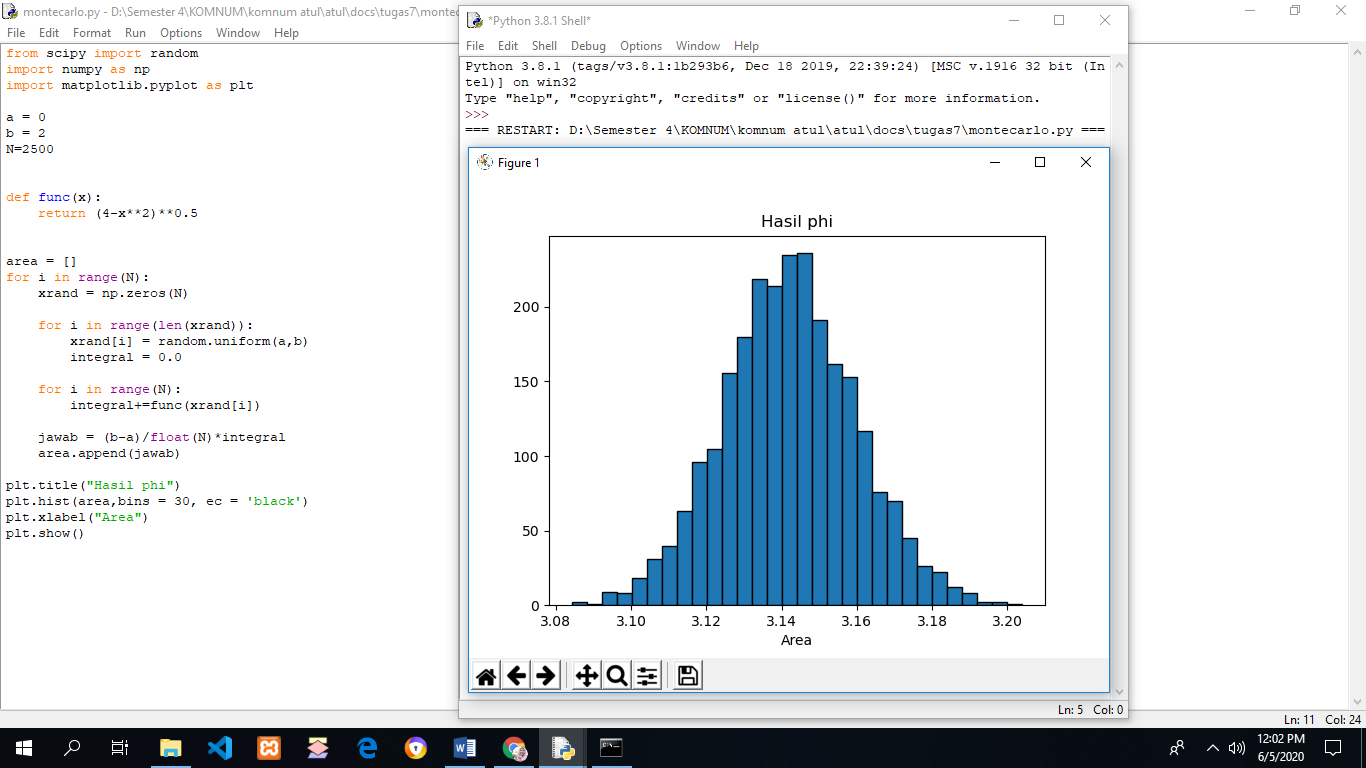 montecarlo.py - D:\Semester 4\KOMNUM\komnum atul\atul\docs\tugas7\montec
File Edit Format Run Options Window Help
from scipy import random
import numpy as np
import matplotlib.pyplot as plt
a = 0
b = 2
N=2500
def func(x):
    return (4-x**2)**0.5
area = []
for i in range(N):
    xrand = np.zeros(N)
    for i in range(len(xrand)):
        xrand[i] = random.uniform(a,b)
        integral = 0.0
    for i in range(N):
        integral+=func(xrand[i])
    jawab = (b-a)/float(N)*integral
    area.append(jawab)
plt.title("Hasil phi")
plt.hist(area,bins = 30, ec = 'black')
plt.xlabel("Area")
plt.show()
*Python 3.8.1 Shell*
File Edit Shell Debug Options Window Help
Python 3.8.1 (tags/v3.8.1:1b293b6, Dec 18 2019, 22:39:24) [MSC v.1916 32 bit (In
tel)] on win32
Type "help", "copyright", "credits" or "license()" for more information.
>>>
=== RESTART: D:\Semester 4\KOMNUM\komnum atul\atul\docs\tugas7\montecarlo.py ===
Figure 1
Hasil phi
200
150
100
50
0
3.08 3.10 3.12 3.14 3.16 3.18 3.20
Area
Ln: 5 Col: 0
Ln: 11 Col: 24
12:02 PM
6/5/2020